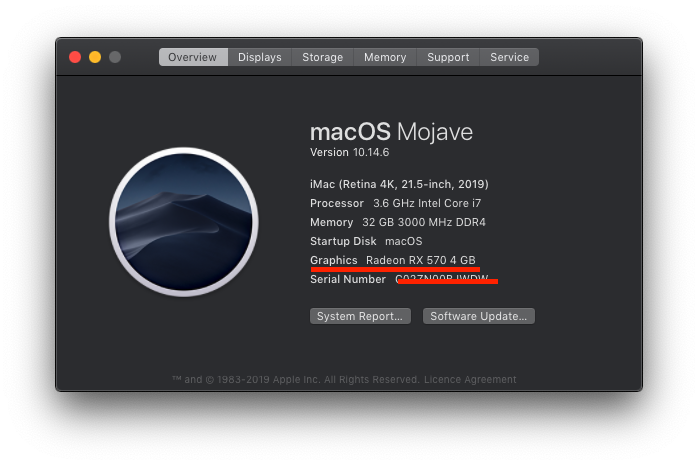 Overview Displays Storage Memory Support Service
macOS Mojave
Version 10.14.6
iMac (Retina 4K, 21.5-inch, 2019)
Processor 3.6 GHz Intel Core i7
Memory 32 GB 3000 MHz DDR4
Startup Disk macOS
Graphics Radeon RX 570 4 GB
Serial Number
System Report... Software Update...
™ and © 1983-2019 Apple Inc. All Rights Reserved. Licence Agreement